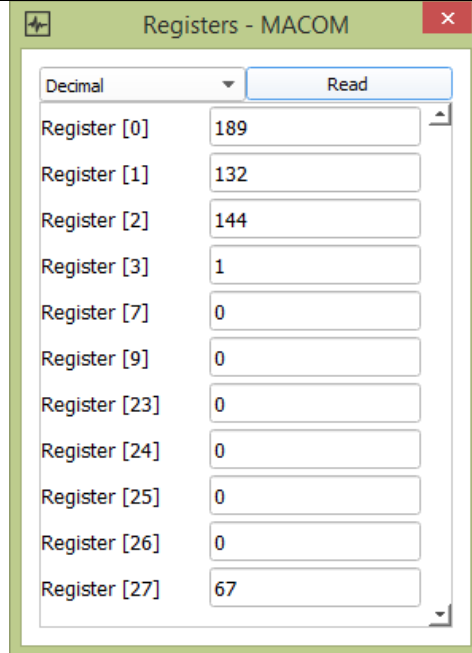 Registers - MACOM
Decimal Read
Register [0] 189
Register [1] 132
Register [2] 144
Register [3] 1
Register [7] 0
Register [9] 0
Register [23] 0
Register [24] 0
Register [25] 0
Register [26] 0
Register [27] 67